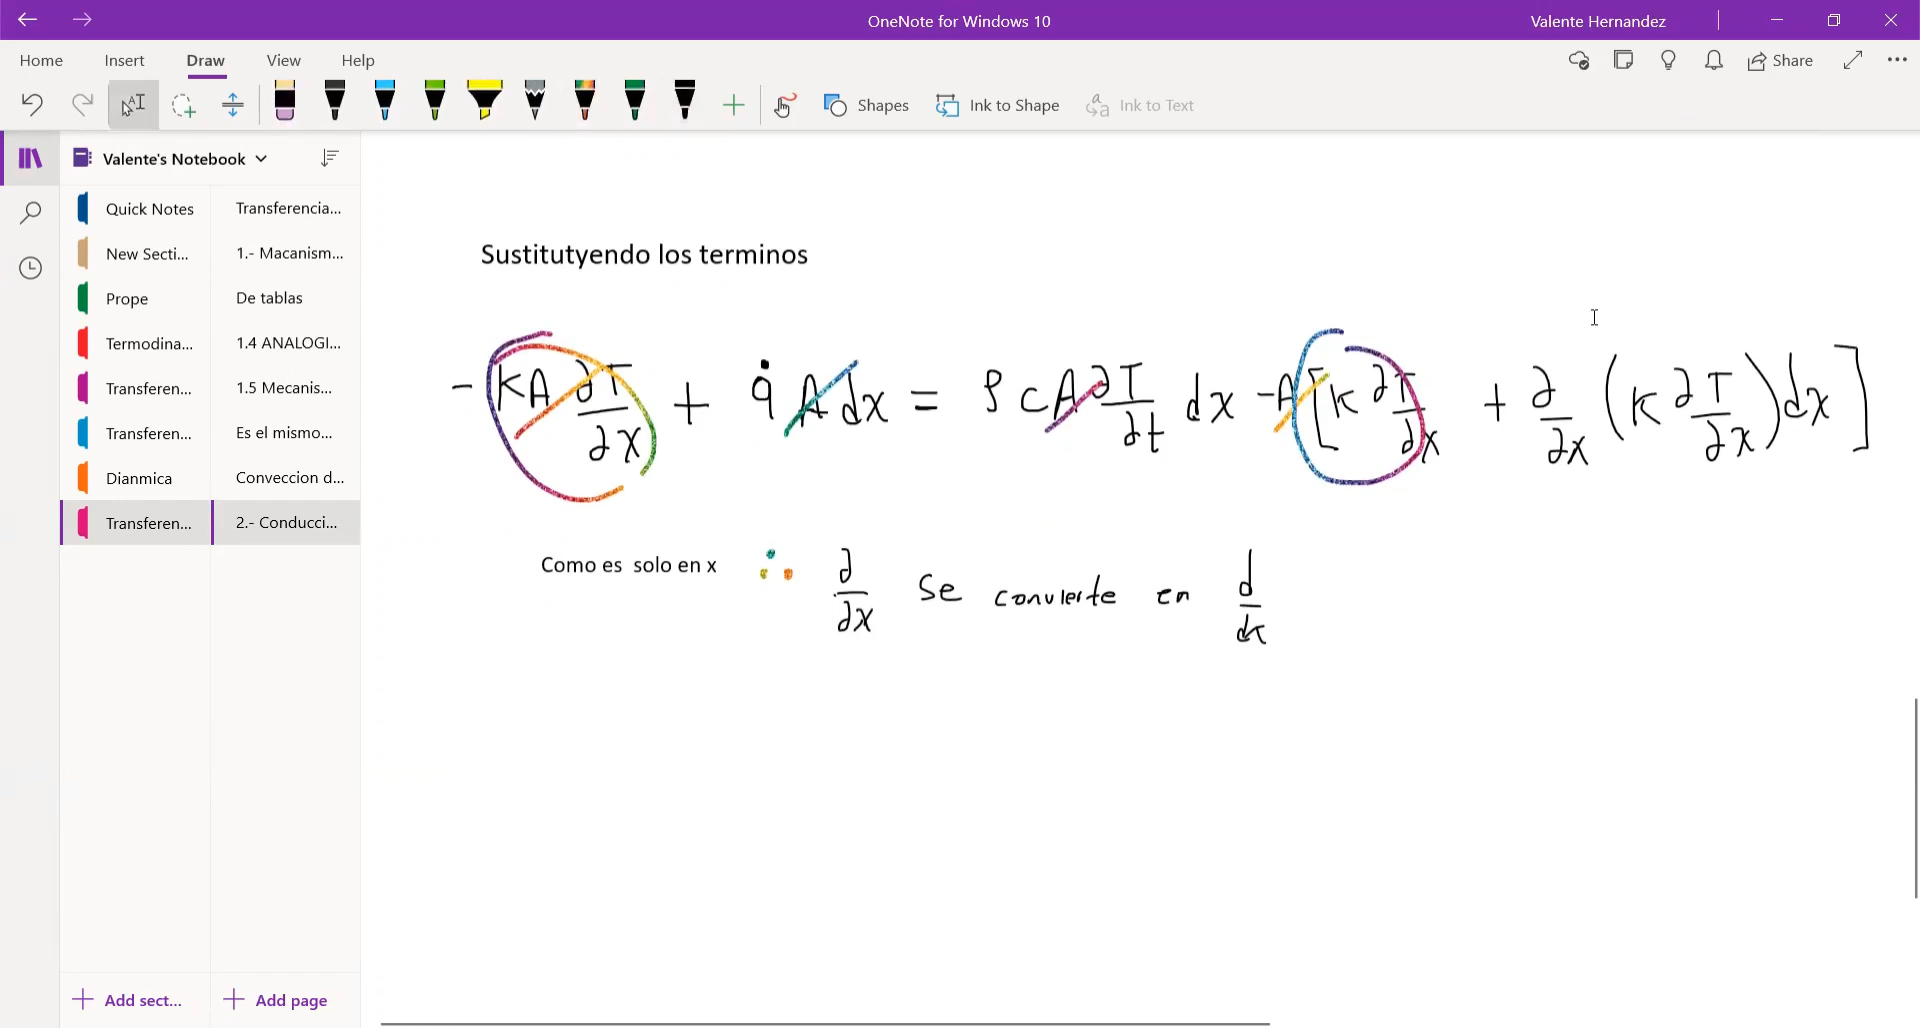 OneNote for Windows 10
Valente Hernandez
Home Insert Draw View Help
Share
Shapes Ink to Shape Ink to Text
Valente's Notebook
Quick Notes
New Secti...
Prope
Termodina...
Transferen...
Transferen...
Dianmica
Transferen...
Transferencia...
1.- Macanism...
De tablas
1.4 ANALOGI...
1.5 Mecanis...
Es el mismo...
Conveccion d...
2.- Conducci...
Add sect...
Add page
Sustitutyendo los terminos
- KA ∂T/∂x + q̇ A dx = ρ c A ∂T/∂t dx - A [K ∂T/∂x + ∂/∂x (K ∂T/∂x) dx]
Como es solo en x ∴ ∂/∂x Se convierte en d/dx